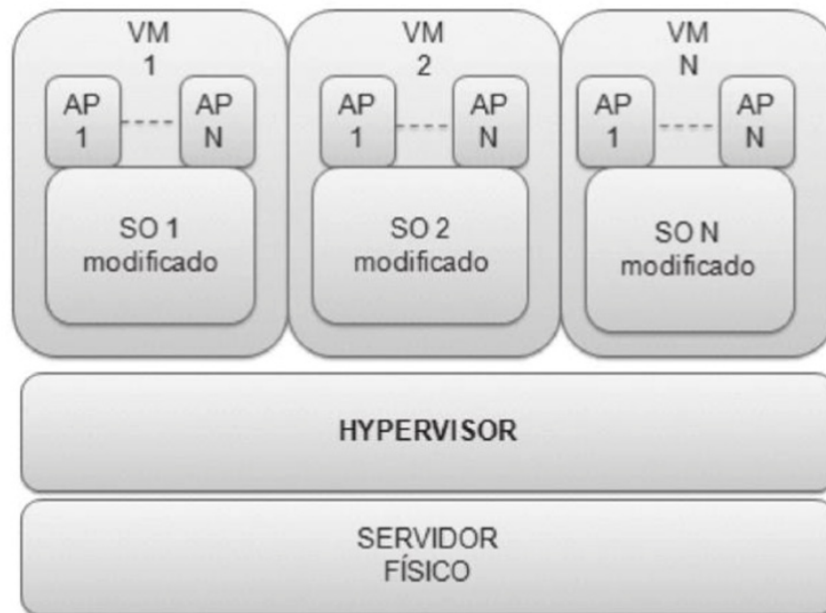 VM
1
VM
2
VM
N
AP
1
AP
N
AP
1
AP
N
AP
1
AP
N
SO 1
modificado
SO 2
modificado
SO N
modificado
HYPERVISOR
SERVIDOR
FÍSICO